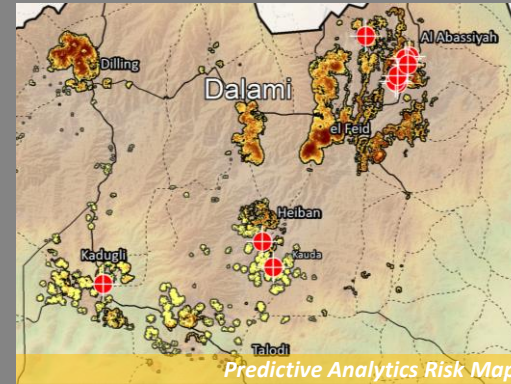 Al Abassiyah
Dilling
Dalami
el Feid
Heiban
Kauda
Kadugli
Talodi
Predictive Analytics Risk Map